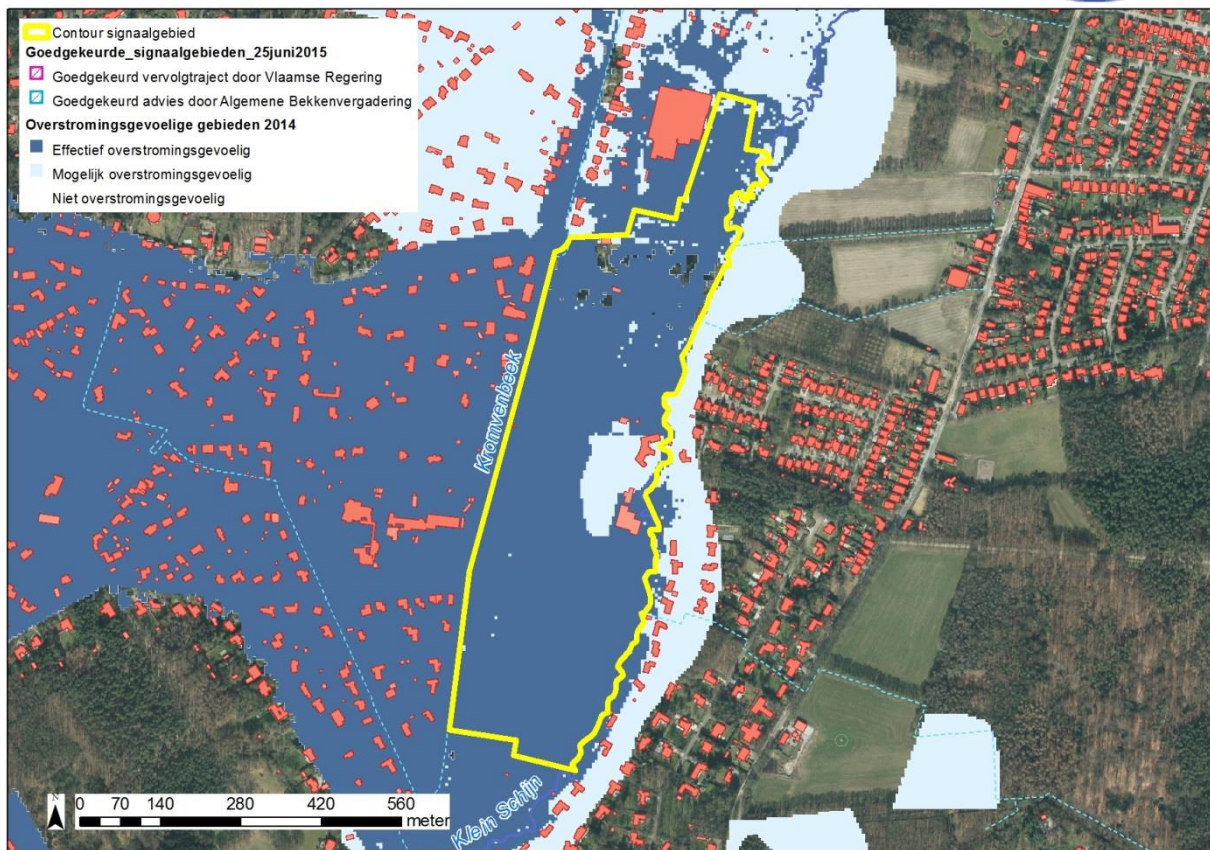 Contour signaalgebied
Goedgekeurde_signaalgebieden_25juni2015
Goedgekeurd vervolgtraject door Vlaamse Regering
Goedgekeurd advies door Algemene Bekkenvergadering
Overstromingsgevoelige gebieden 2014
Effectief overstromingsgevoelig
Mogelijk overstromingsgevoelig
Niet overstromingsgevoelig
Kromvenbeek
Klein Schijn
N
0 70 140 280 420 560
meter